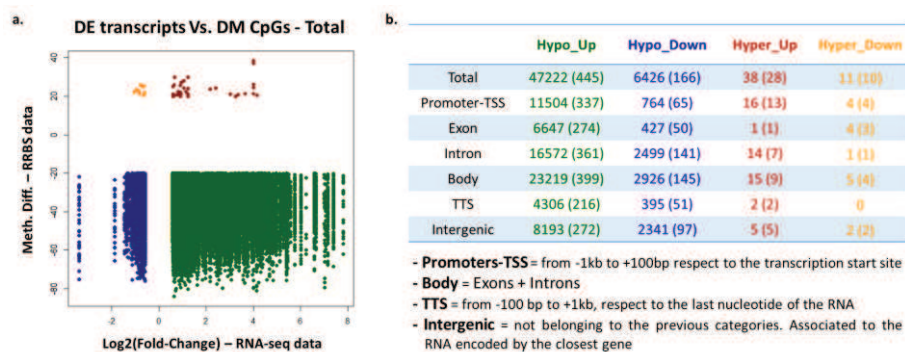 a.
DE transcripts Vs. DM CpGs - Total
Meth. Diff. – RRBS data
40
20
0
-20
-40
-60
-80
-2
0
2
4
6
8
Log2(Fold-Change) – RNA-seq data
b.
Hypo_Up Hypo_Down Hyper_Up Hyper_Down
Total 47222 (445) 6426 (166) 38 (28) 11 (10)
Promoter-TSS 11504 (337) 764 (65) 16 (13) 4 (4)
Exon 6647 (274) 427 (50) 1 (1) 4 (3)
Intron 16572 (361) 2499 (141) 14 (7) 1 (1)
Body 23219 (399) 2926 (145) 15 (9) 5 (4)
TTS 4306 (216) 395 (51) 2 (2) 0
Intergenic 8193 (272) 2341 (97) 5 (5) 2 (2)
- Promoters-TSS = from -1kb to +100bp respect to the transcription start site
- Body = Exons + Introns
- TTS = from -100 bp to +1kb, respect to the last nucleotide of the RNA
- Intergenic = not belonging to the previous categories. Associated to the
RNA encoded by the closest gene